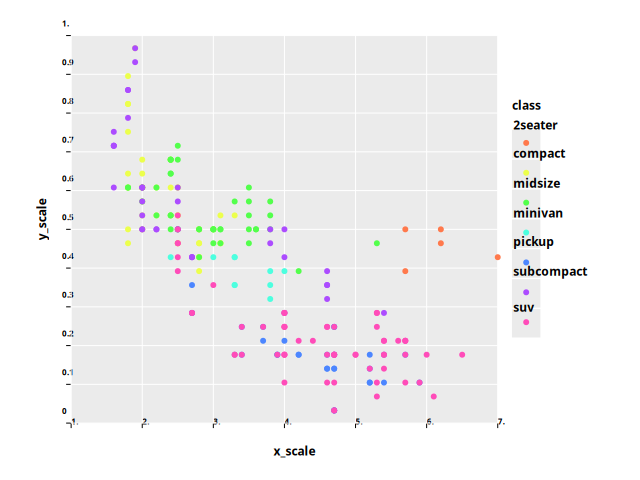 1.
0.9
0.8
0.7
0.6
0.5
0.4
0.3
0.2
0.1
0
y_scale
1. 2. 3. 4. 5. 6. 7.
x_scale
class
2seater
compact
midsize
minivan
pickup
subcompact
suv